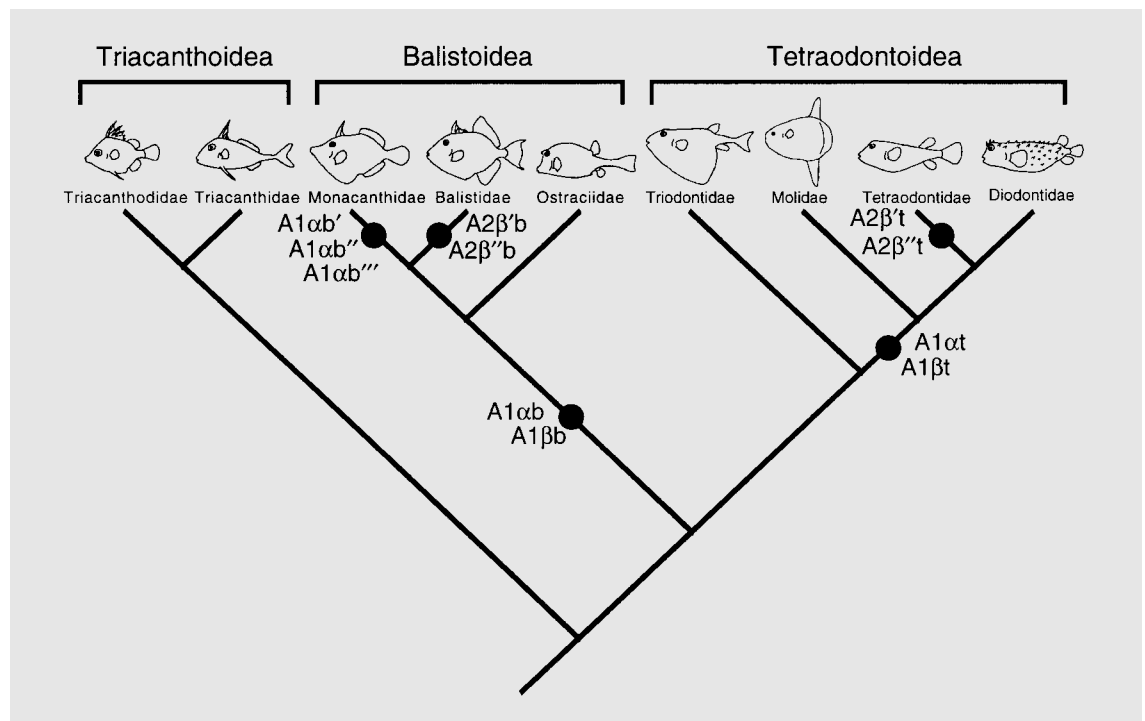 Triacanthoidea Balistoidea Tetraodontoidea
Triacanthodidae Triacanthidae Monacanthidae Balistidae Ostraciidae Triodontidae Molidae Tetraodontidae Diodontidae
A1αb′ A2β′b A2β′t
A1αb″ A2β″b A2β″t
A1αb‴
A1αt
A1βt
A1αb
A1βb